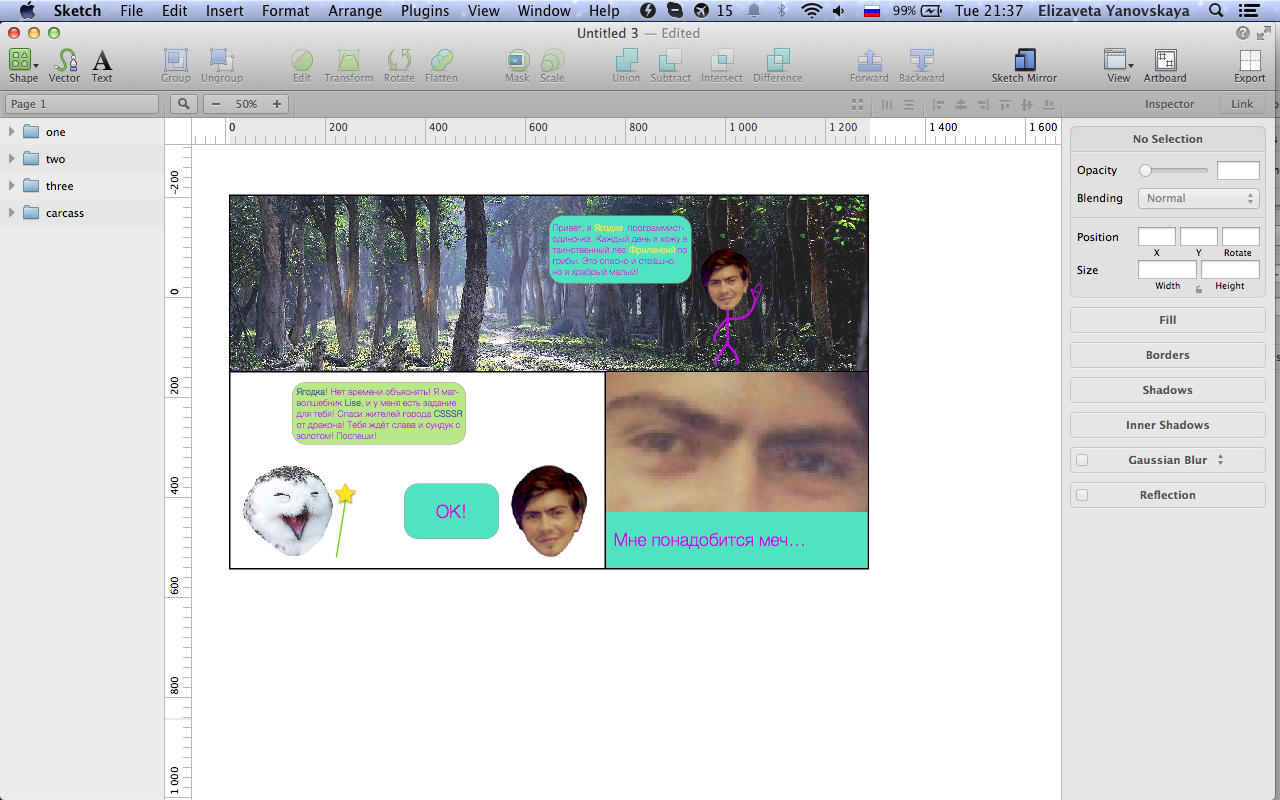 Sketch File Edit Insert Format Arrange Plugins View Window Help 15 99% Tue 21:37 Elizaveta Yanovskaya
Untitled 3 — Edited
Shape Vector Text Group Ungroup Edit Transform Rotate Flatten Mask Scale Union Subtract Intersect Difference Forward Backward Sketch Mirror View Artboard Export
Page 1 50% Inspector Link
0 200 400 600 800 1 000 1 200 1 400 1 600
-200
0
200
400
600
800
1 000
one
two
three
carcass
Привет, я Ягодка, программист-
одиночка. Каждый день я хожу в
таинственный лес Фрилансии по
грибы. Это опасно и страшно,
но я храбрый малый!
Ягодка! Нет времени объяснять! Я маг-
волшебник Lise, и у меня есть задание
для тебя! Спаси жителей города CSSSR
от дракона! Тебя ждёт слава и сундук с
золотом! Поспеши!
OK!
Мне понадобится меч...
No Selection
Opacity
Blending Normal
Position
X Y Rotate
Size
Width Height
Fill
Borders
Shadows
Inner Shadows
Gaussian Blur
Reflection